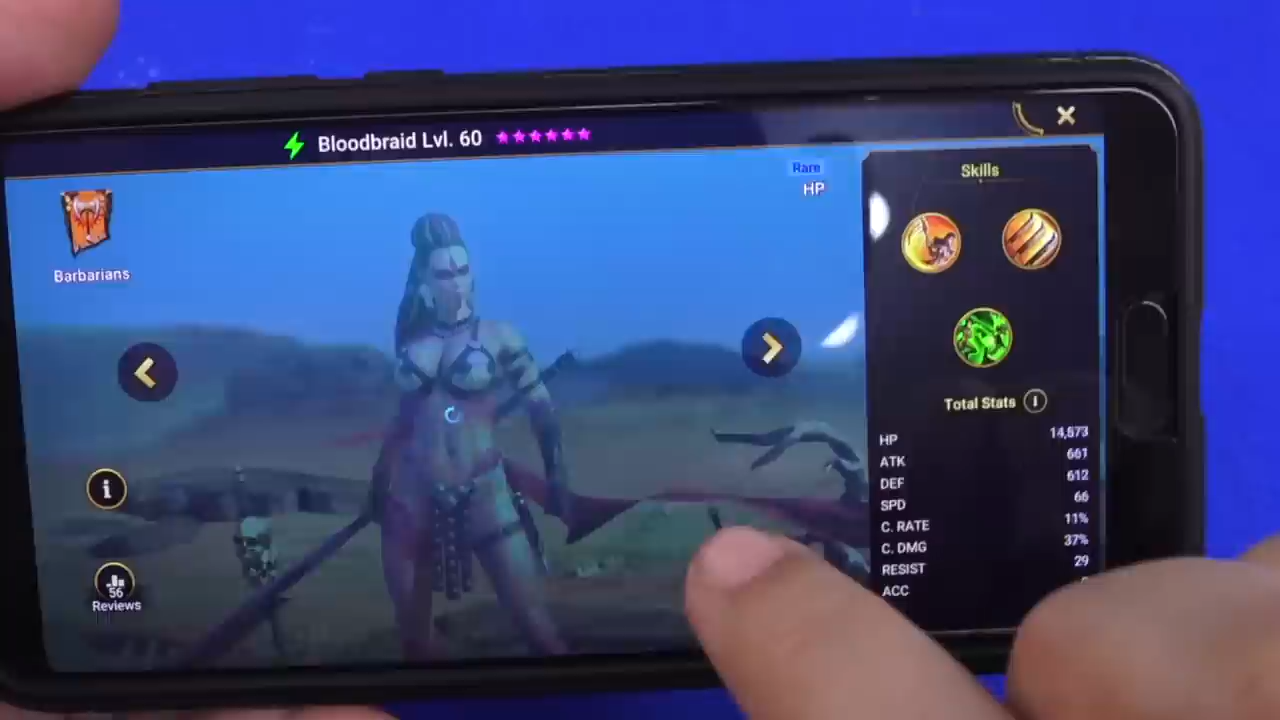 Bloodbraid Lvl. 60
Rare
HP
Barbarians
56
Reviews
Skills
Total Stats
HP 14,873
ATK 661
DEF 612
SPD 66
C. RATE 11%
C. DMG 37%
RESIST 29
ACC